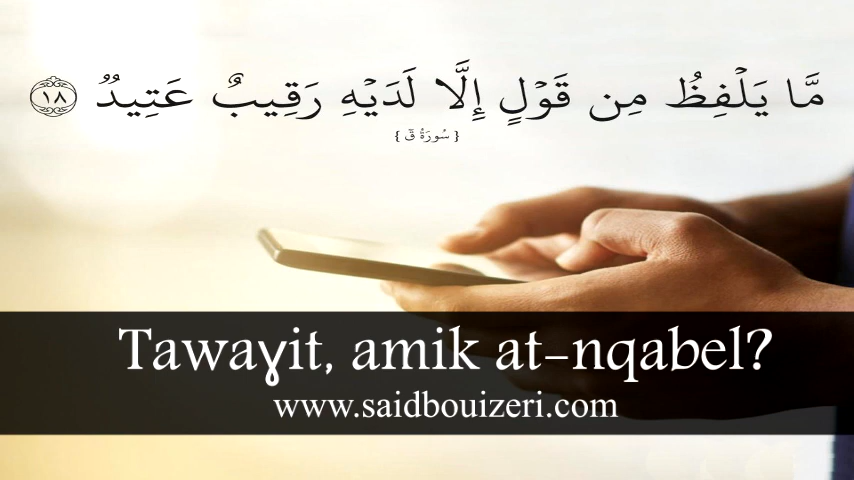 مَّا يَلْفِظُ مِن قَوْلٍ إِلَّا لَدَيْهِ رَقِيبٌ عَتِيدٌ ١٨
{ سُورَةُ قٓ }
Tawaɣit, amik at-nqabel?
www.saidbouizeri.com